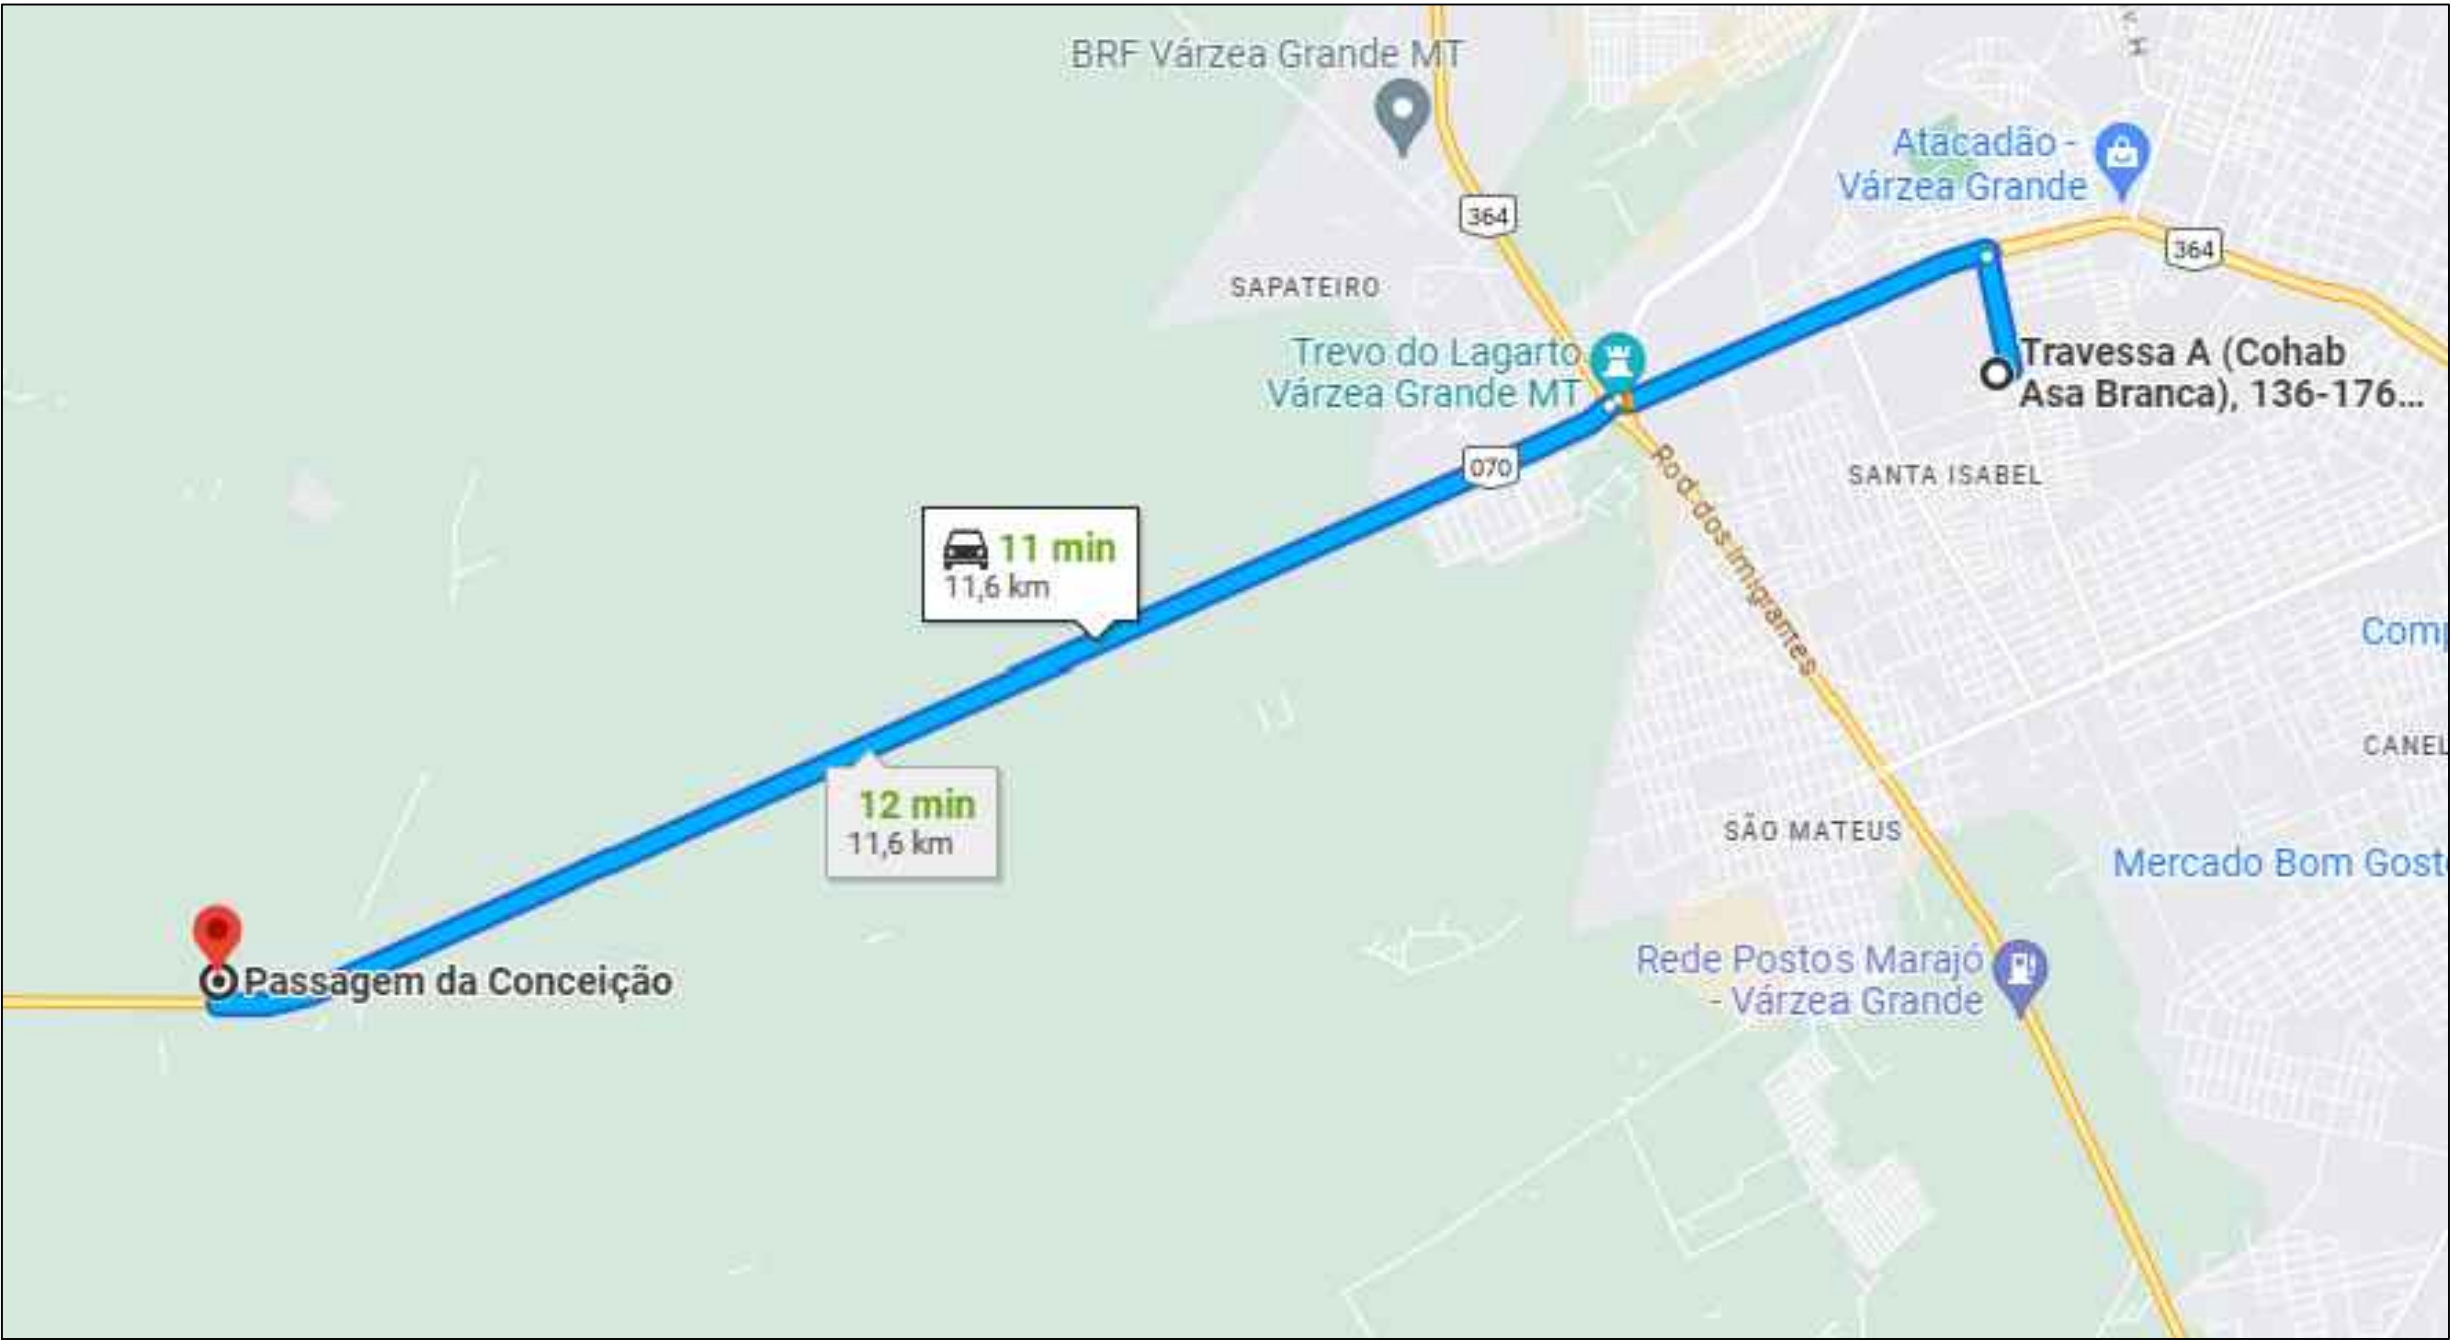 BRF Várzea Grande MT
Atacadão -
Várzea Grande
364
364
SAPATEIRO
Trevo do Lagarto
Várzea Grande MT
Travessa A (Cohab
Asa Branca), 136-176...
070
Rod. dos Imigrantes
SANTA ISABEL
11 min
11,6 km
Comp
CANEL
12 min
11,6 km
SÃO MATEUS
Mercado Bom Gost
Rede Postos Marajó
- Várzea Grande
Passagem da Conceição